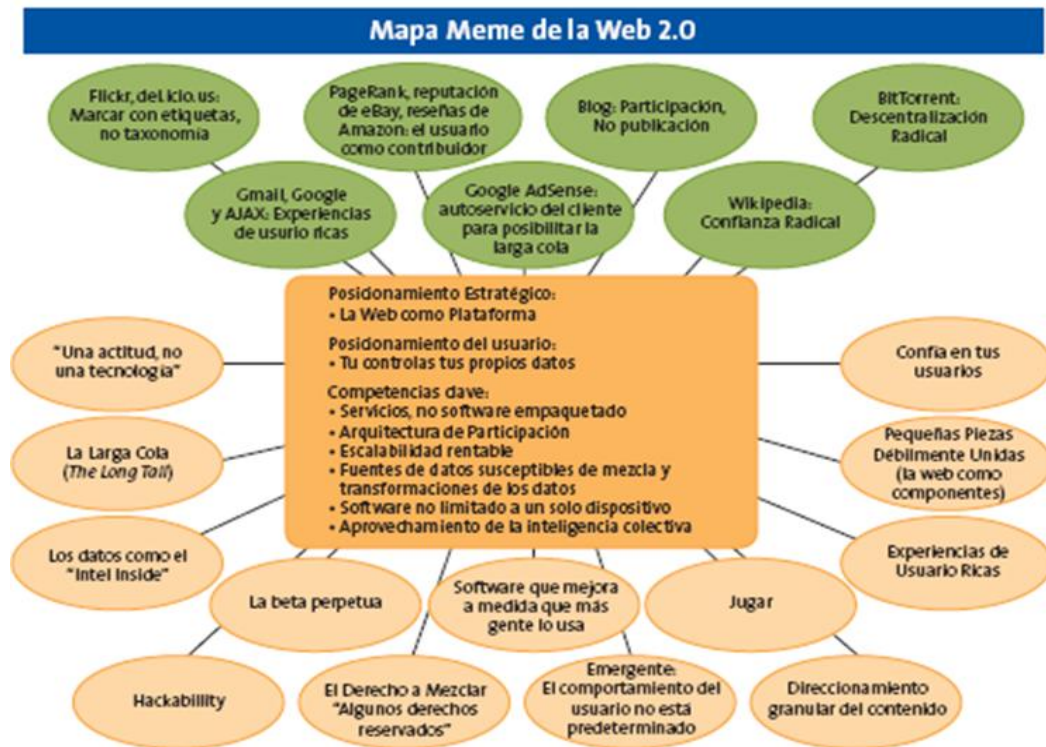 Mapa Meme de la Web 2.0
Flickr, del.icio.us:
Marcar con etiquetas,
no taxonomía
PageRank, reputación
de eBay, reseñas de
Amazon: el usuario
como contribuidor
Blog: Participación,
No publicación
BitTorrent:
Descentralización
Radical
Gmail, Google
y AJAX: Experiencias
de usurio ricas
Google AdSense:
autoservicio del cliente
para posibilitar la
larga cola
Wikipedia:
Confianza Radical
Posicionamiento Estratégico:
• La Web como Plataforma
Posicionamiento del usuario:
• Tu controlas tus propios datos
Competencias clave:
• Servicios, no software empaquetado
• Arquitectura de Participación
• Escalabilidad rentable
• Fuentes de datos susceptibles de mezcla y
transformaciones de los datos
• Software no limitado a un solo dispositivo
• Aprovechamiento de la inteligencia colectiva
"Una actitud, no
una tecnología"
Confía en tus
usuarios
La Larga Cola
(The Long Tail)
Pequeñas Piezas
Débilmente Unidas
(la web como
componentes)
Los datos como el
"Intel Inside"
Experiencias de
Usuario Ricas
La beta perpetua
Software que mejora
a medida que más
gente lo usa
Jugar
Hackability
El Derecho a Mezclar
"Algunos derechos
reservados"
Emergente:
El comportamiento del
usuario no está
predeterminado
Direccionamiento
granular del contenido